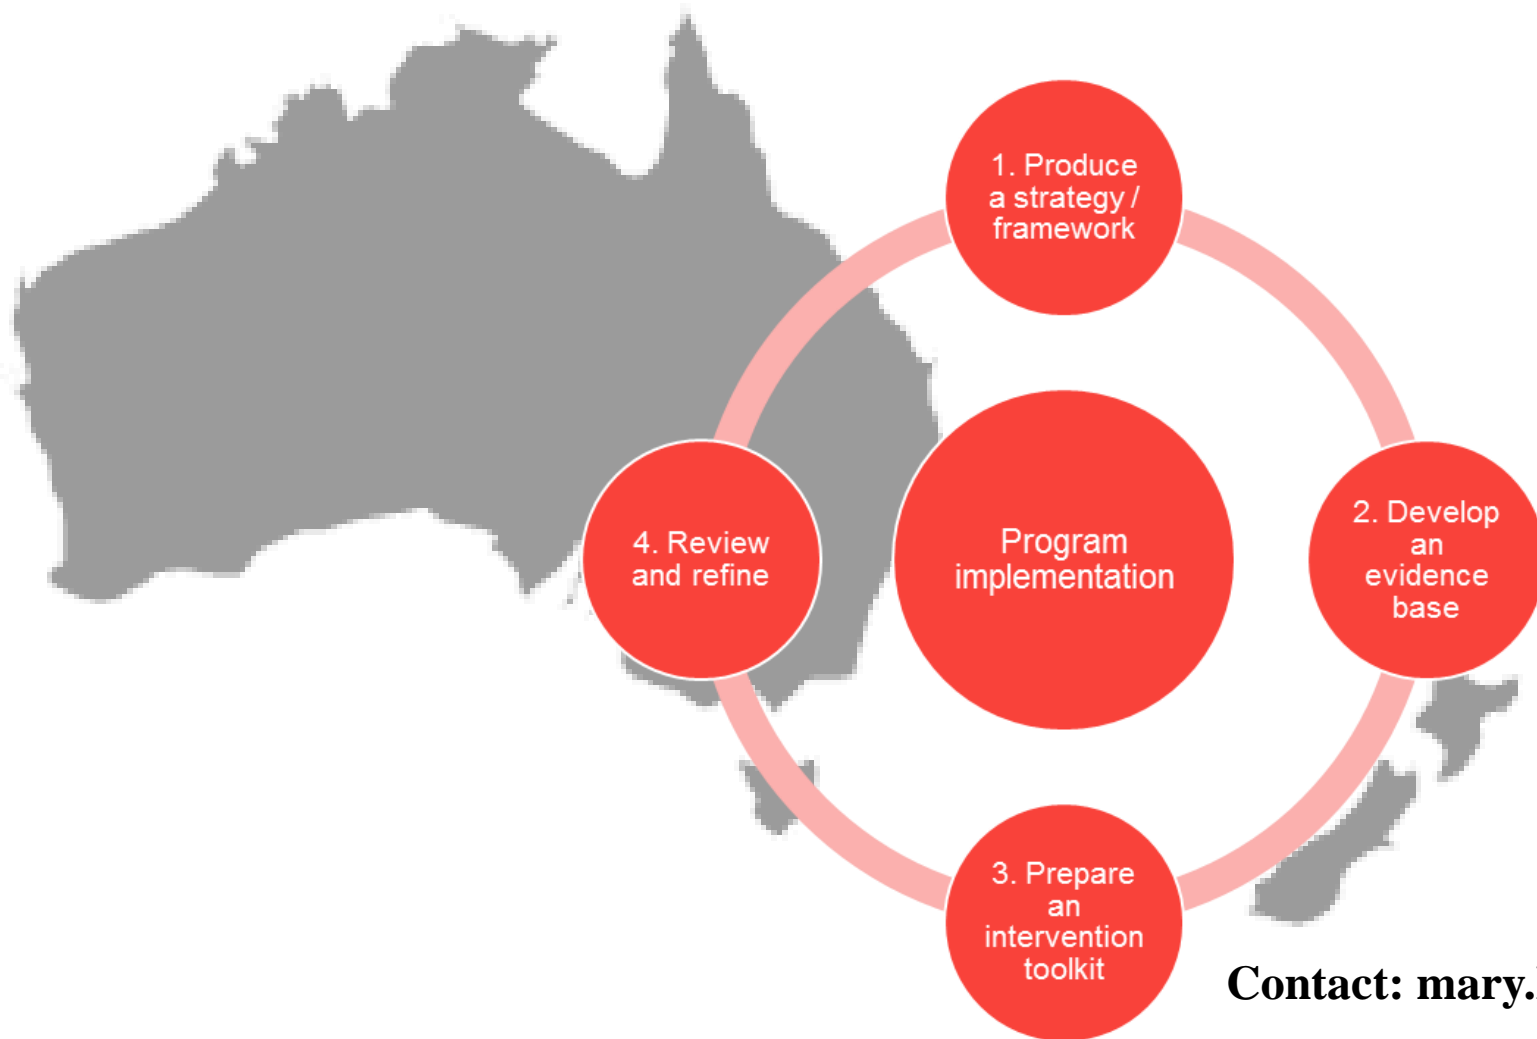 1. Produce
a strategy /
framework
2. Develop
an
evidence
base
3. Prepare
an
intervention
toolkit
4. Review
and refine
Program
implementation
Contact: mary.